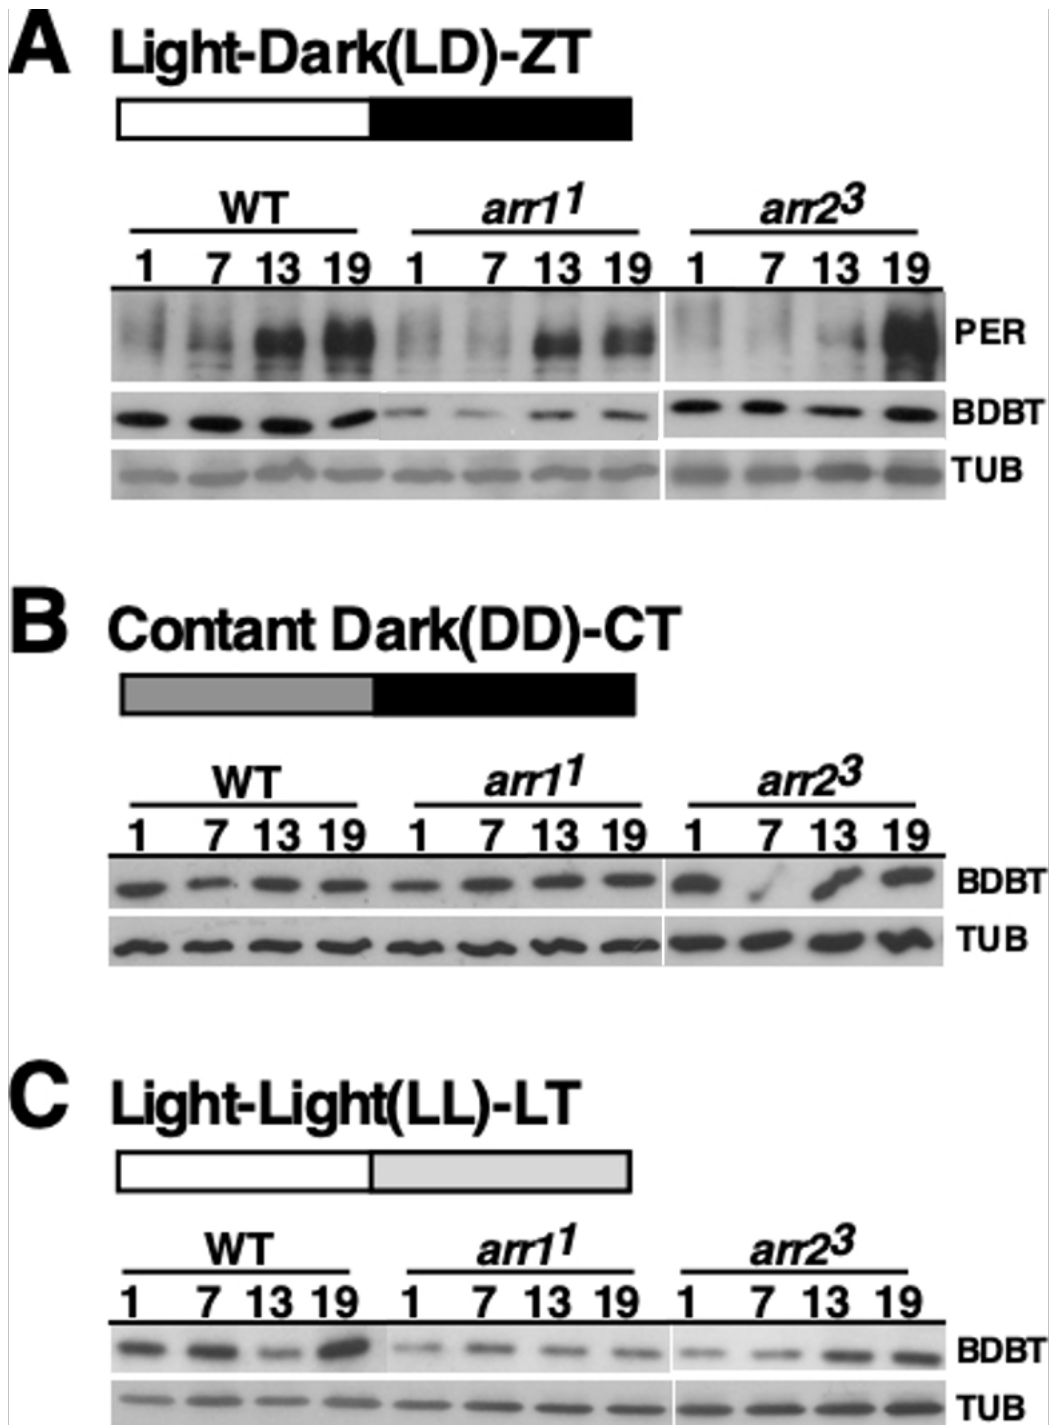 A Light-Dark(LD)-ZT
WT arr1¹ arr2³
1 7 13 19 1 7 13 19 1 7 13 19
PER
BDBT
TUB
B Contant Dark(DD)-CT
WT arr1¹ arr2³
1 7 13 19 1 7 13 19 1 7 13 19
BDBT
TUB
C Light-Light(LL)-LT
WT arr1¹ arr2³
1 7 13 19 1 7 13 19 1 7 13 19
BDBT
TUB